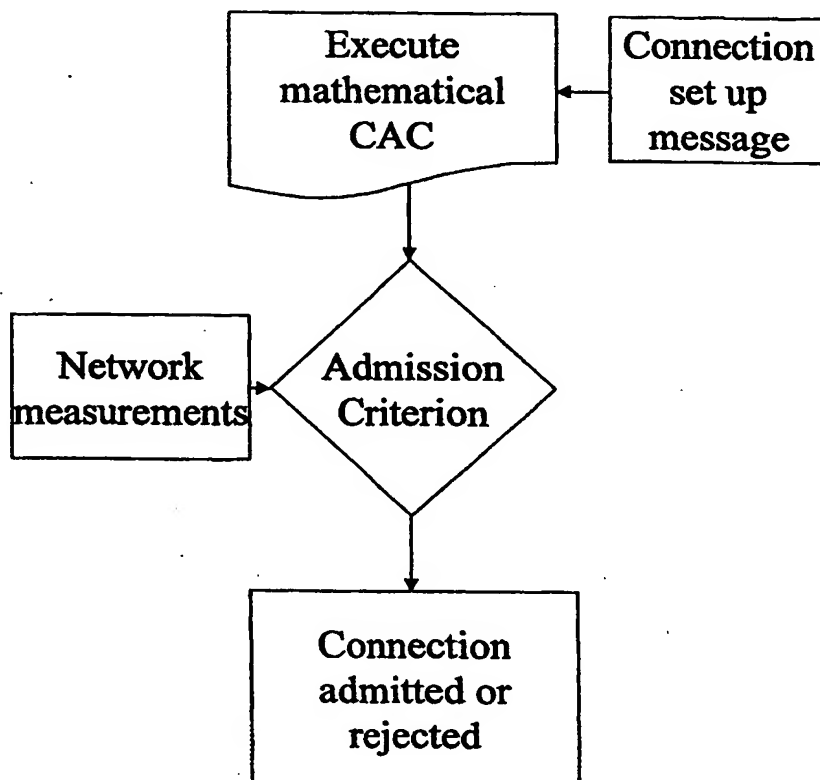 Execute
mathematical
CAC
Connection
set up
message
Network
measurements
Admission
Criterion
Connection
admitted or
rejected